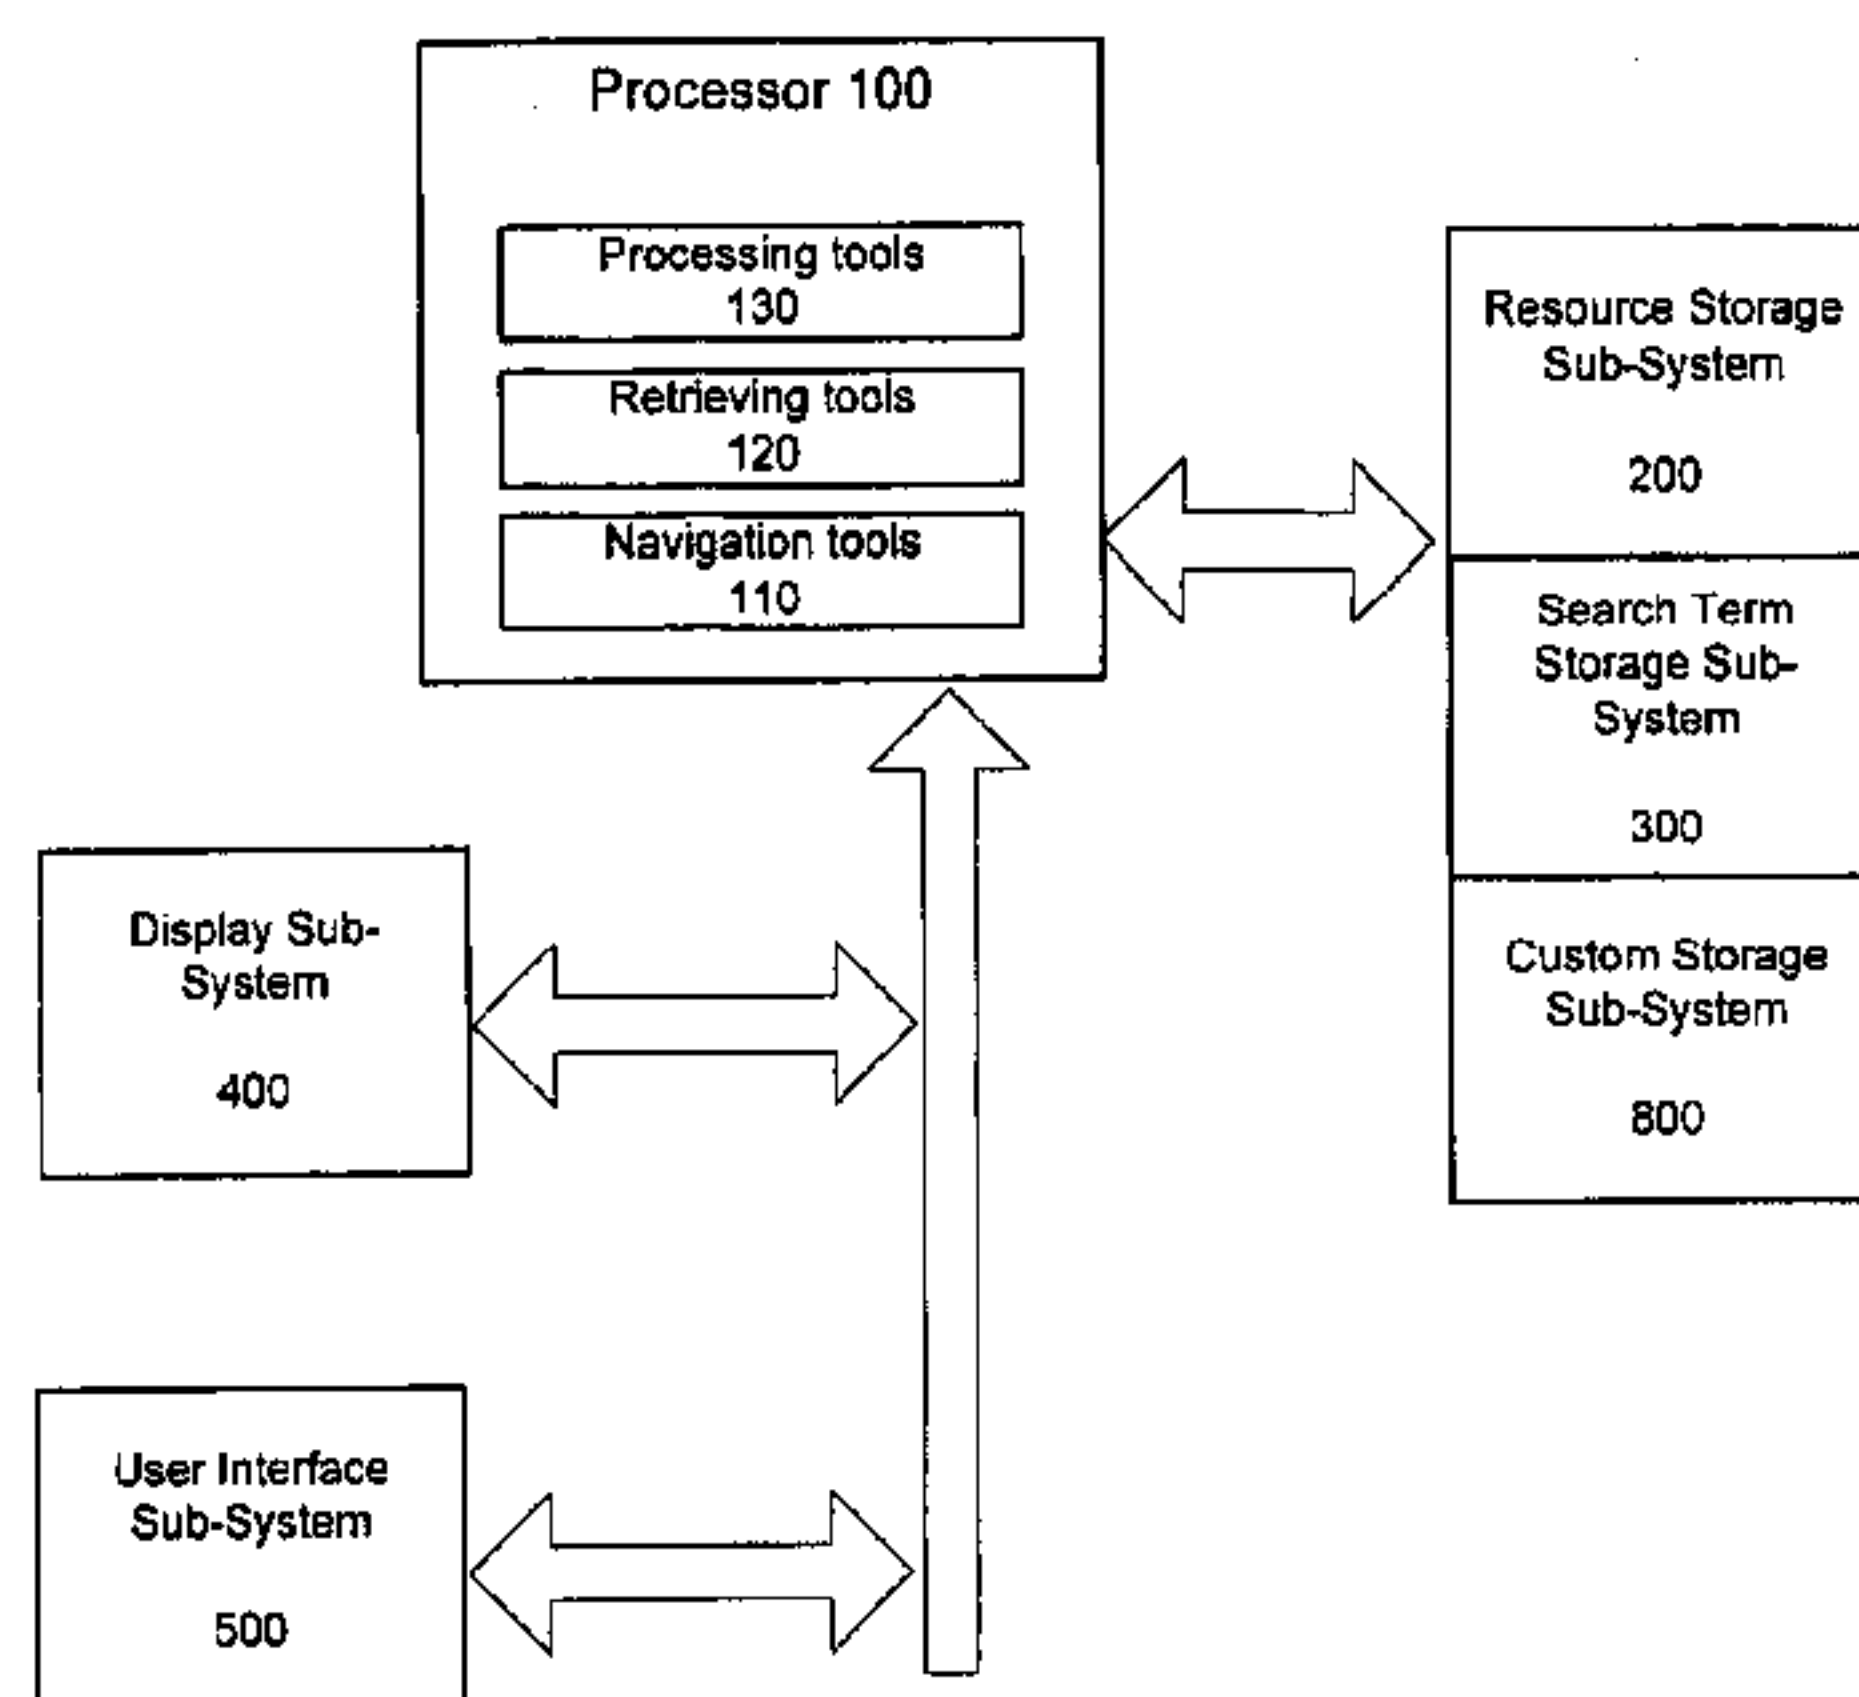 Processor 100
Processing tools
130
Retrieving tools
120
Navigation tools
110
Resource Storage
Sub-System
200
Search Term
Storage Sub-
System
300
Custom Storage
Sub-System
800
Display Sub-
System
400
User Interface
Sub-System
500